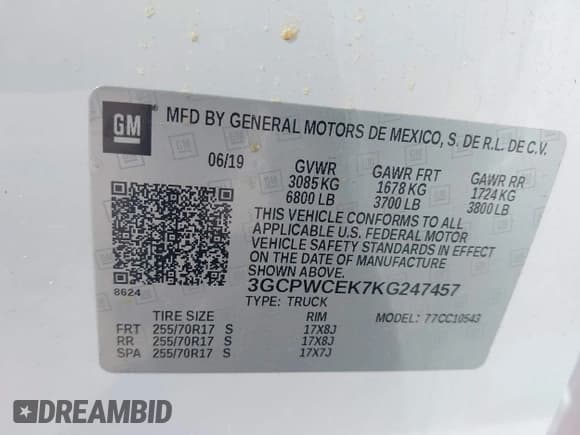 GM
MFD BY GENERAL MOTORS DE MEXICO, S. DE R.L. DE C.V.
06/19 GVWR GAWR FRT GAWR RR
3085 KG 1678 KG 1724 KG
6800 LB 3700 LB 3800 LB
THIS VEHICLE CONFORMS TO ALL
APPLICABLE U.S. FEDERAL MOTOR
VEHICLE SAFETY STANDARDS IN EFFECT
ON THE DATE OF MANUFACTURE
SHOWN ABOVE.
8624 3GCPWCEK7KG247457
TYPE: TRUCK MODEL: 77CC10543
TIRE SIZE RIM
FRT 255/70R17 S 17X8J
RR 255/70R17 S 17X8J
SPA 255/70R17 S 17X7J
DREAMBID